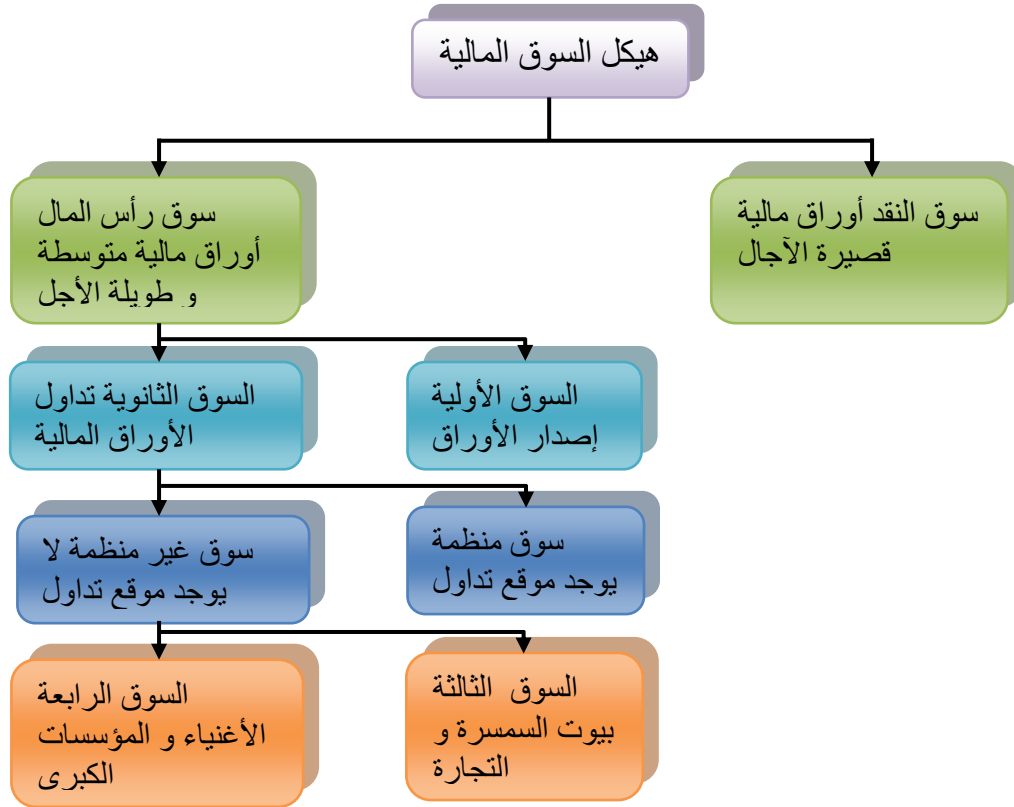 هيكل السوق المالية
سوق النقد أوراق مالية
قصيرة الآجال
سوق رأس المال
أوراق مالية متوسطة
و طويلة الأجل
السوق الأولية
إصدار الأوراق
السوق الثانوية تداول
الأوراق المالية
سوق منظمة
يوجد موقع تداول
سوق غير منظمة لا
يوجد موقع تداول
السوق الثالثة
بيوت السمسرة و
التجارة
السوق الرابعة
الأغنياء و المؤسسات
الكبرى